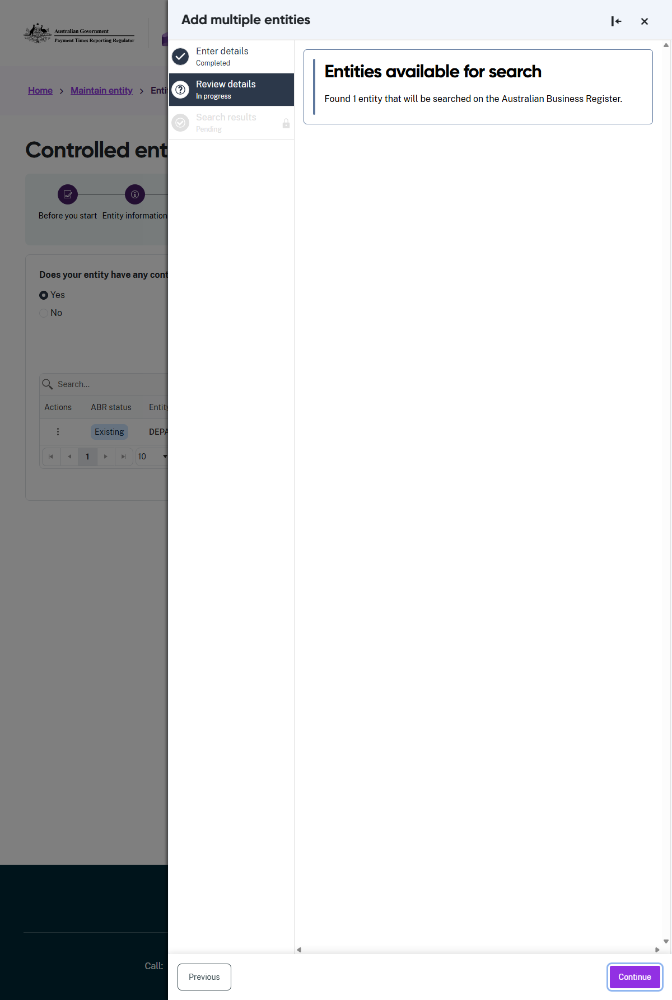 Add multiple entities
Australian Government
Payment Times Reporting Regulator
Enter details
Completed
Review details
In progress
Search results
Pending
Entities available for search
Found 1 entity that will be searched on the Australian Business Register.
Home > Maintain entity > Enti
Controlled ent
Before you start
Entity information
Does your entity have any cont
Yes
No
Search...
Actions ABR status Entity
Existing DEPA
1 10
Call:
Previous
Continue